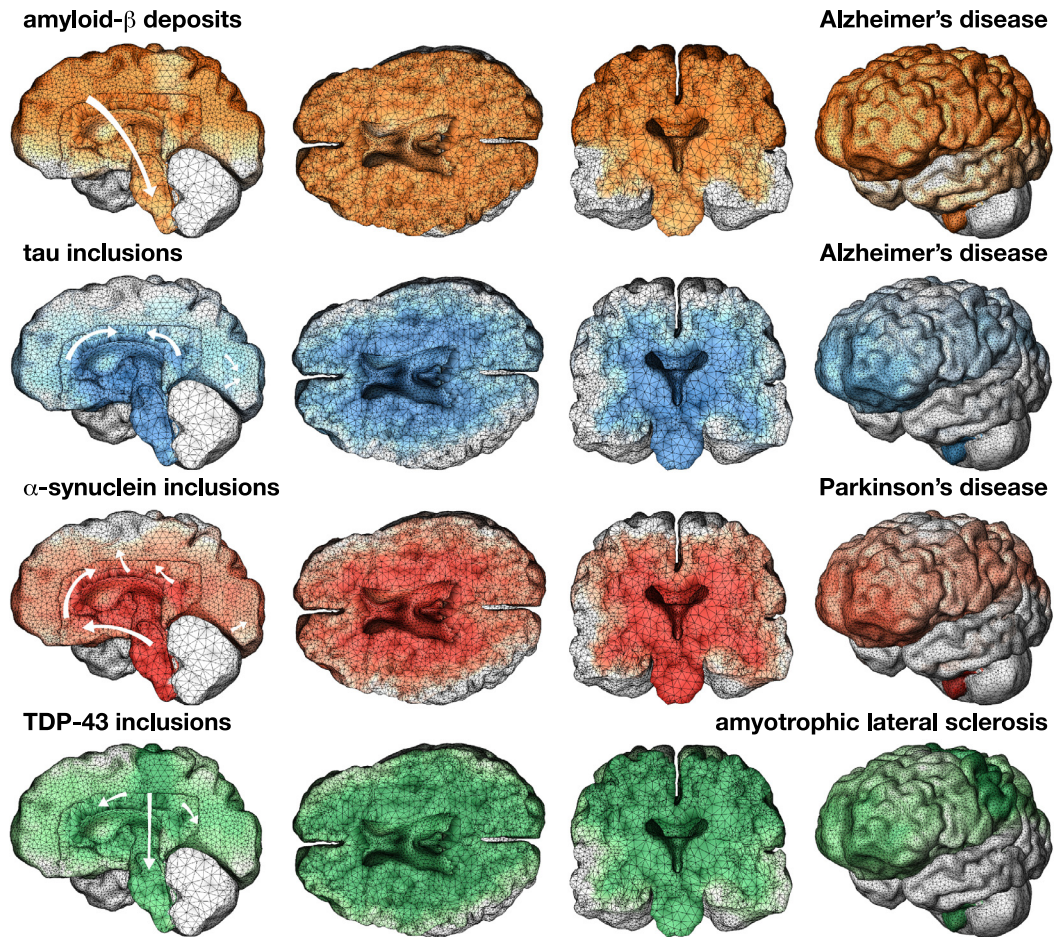 amyloid-β deposits Alzheimer's disease
tau inclusions Alzheimer's disease
α-synuclein inclusions Parkinson's disease
TDP-43 inclusions amyotrophic lateral sclerosis